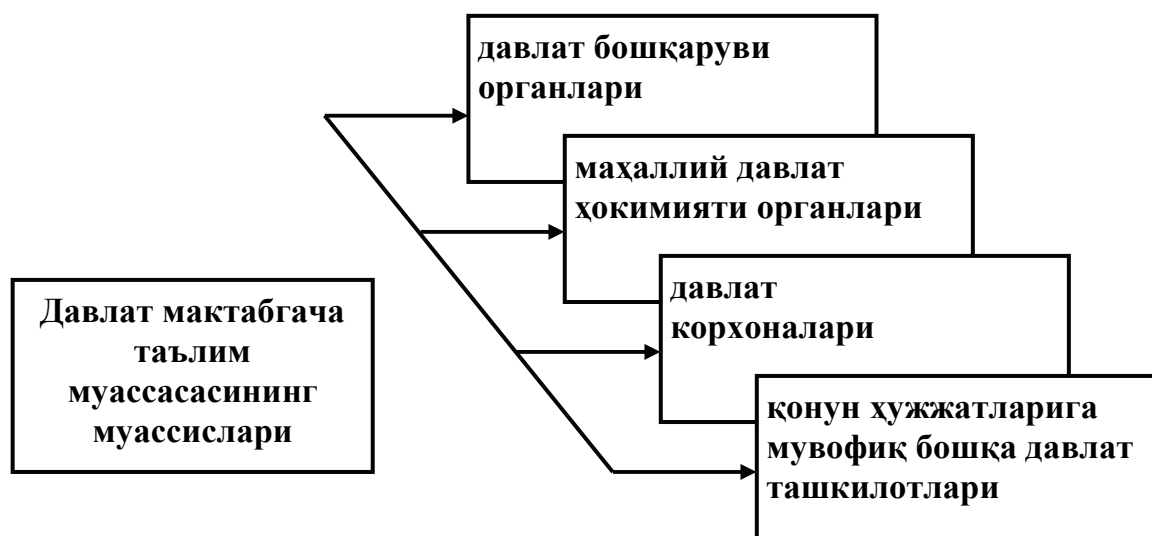 давлат бошқаруви
органлари
маҳаллий давлат
ҳокимияти органлари
давлат
корхоналари
қонун ҳужжатларига
мувофиқ бошқа давлат
ташкилотлари
Давлат мактабгача
таълим
муассасасининг
муассислари